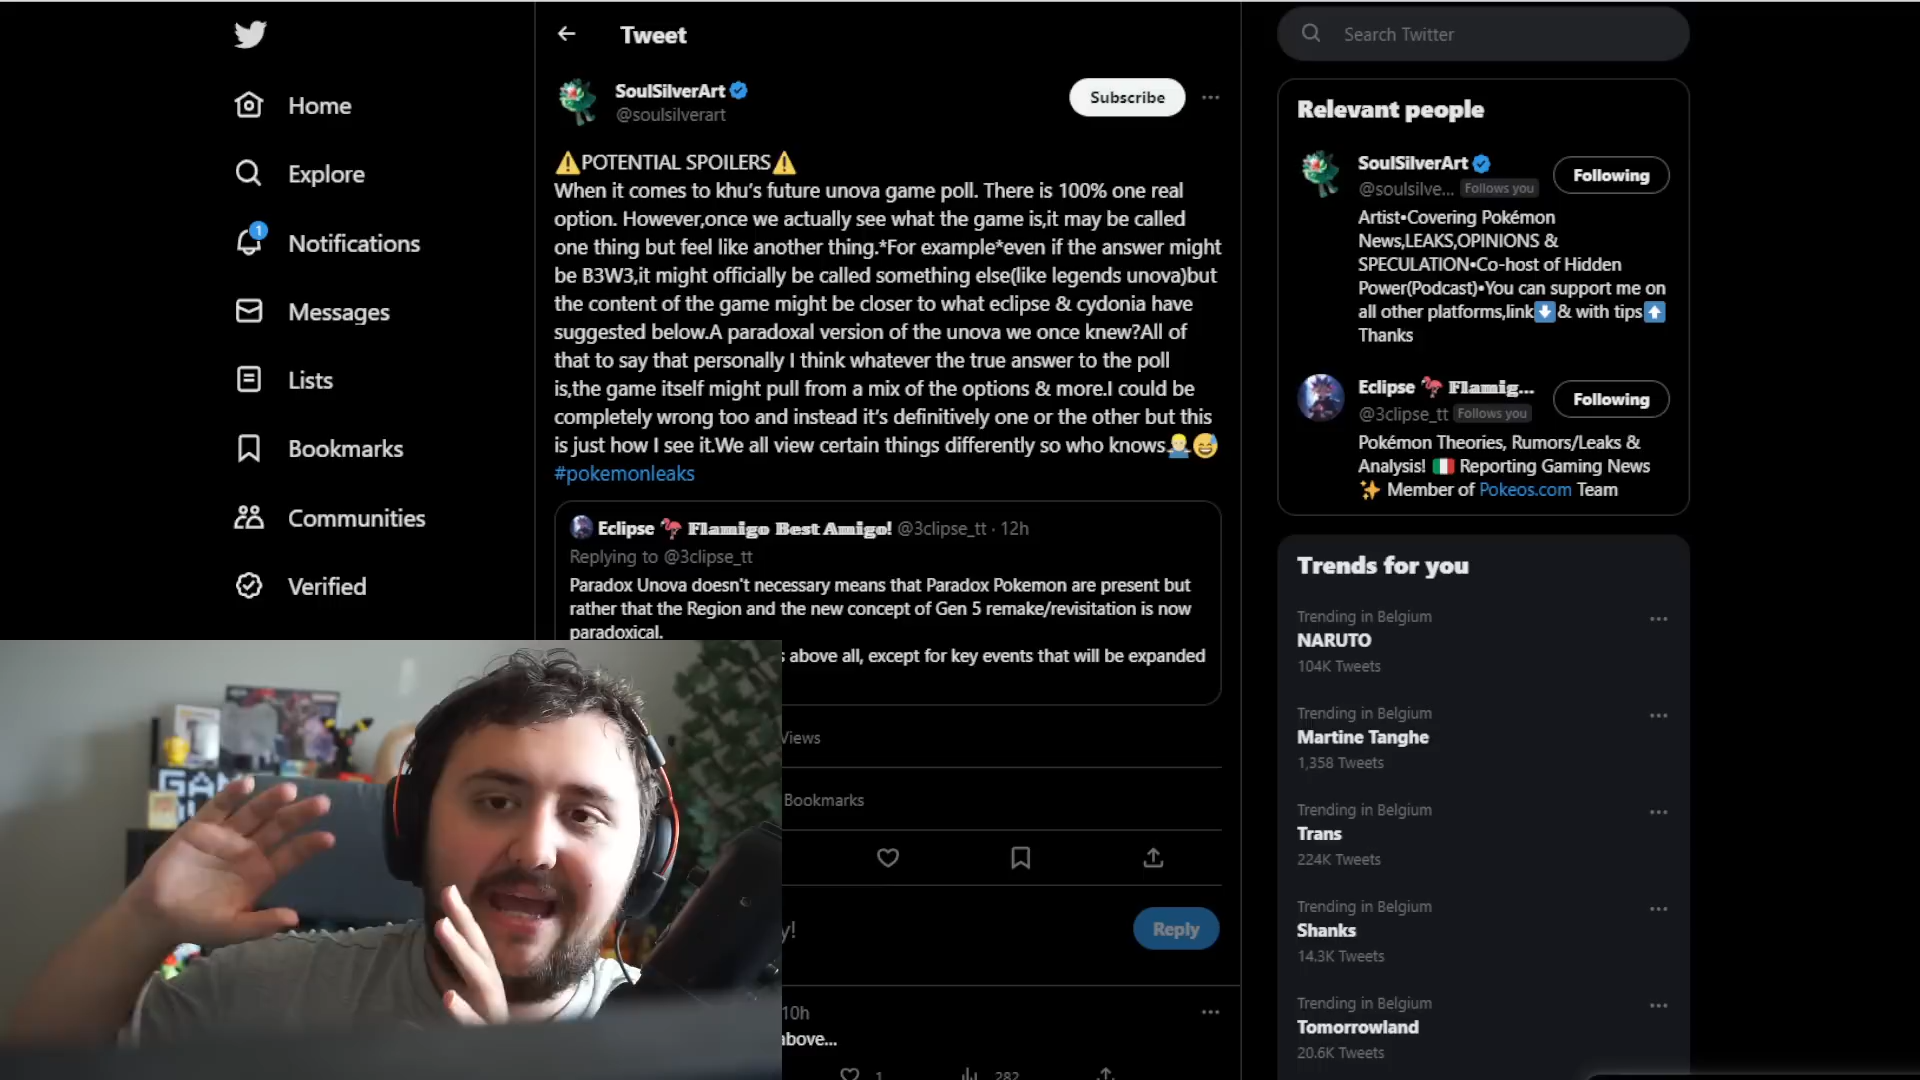 Home
Explore
1
Notifications
Messages
Lists
Bookmarks
Communities
Verified
Tweet
SoulSilverArt
@soulsilverart
Subscribe
⚠️POTENTIAL SPOILERS⚠️
When it comes to khu's future unova game poll. There is 100% one real
option. However,once we actually see what the game is,it may be called
one thing but feel like another thing.*For example*even if the answer might
be B3W3,it might officially be called something else(like legends unova)but
the content of the game might be closer to what eclipse & cydonia have
suggested below.A paradoxal version of the unova we once knew?All of
that to say that personally I think whatever the true answer to the poll
is,the game itself might pull from a mix of the options & more.I could be
completely wrong too and instead it's definitively one or the other but this
is just how I see it.We all view certain things differently so who knows🤷🏼‍♂️😅
#pokemonleaks
Eclipse 🦩 Flamigo Best Amigo! @3clipse_tt · 12h
Replying to @3clipse_tt
Paradox Unova doesn't necessary means that Paradox Pokemon are present but
rather that the Region and the new concept of Gen 5 remake/revisitation is now
paradoxical.
above all, except for key events that will be expanded
Views
Bookmarks
y!
Reply
10h
above...
1
282
Search Twitter
Relevant people
SoulSilverArt
@soulsilve... Follows you
Following
Artist•Covering Pokémon
News,LEAKS,OPINIONS &
SPECULATION•Co-host of Hidden
Power(Podcast)•You can support me on
all other platforms,link⬇️& with tips⬆️
Thanks
Eclipse 🦩 Flamig...
@3clipse_tt Follows you
Following
Pokémon Theories, Rumors/Leaks &
Analysis! 🇮🇹 Reporting Gaming News
✨ Member of Pokeos.com Team
Trends for you
Trending in Belgium
NARUTO
104K Tweets
Trending in Belgium
Martine Tanghe
1,358 Tweets
Trending in Belgium
Trans
224K Tweets
Trending in Belgium
Shanks
14.3K Tweets
Trending in Belgium
Tomorrowland
20.6K Tweets